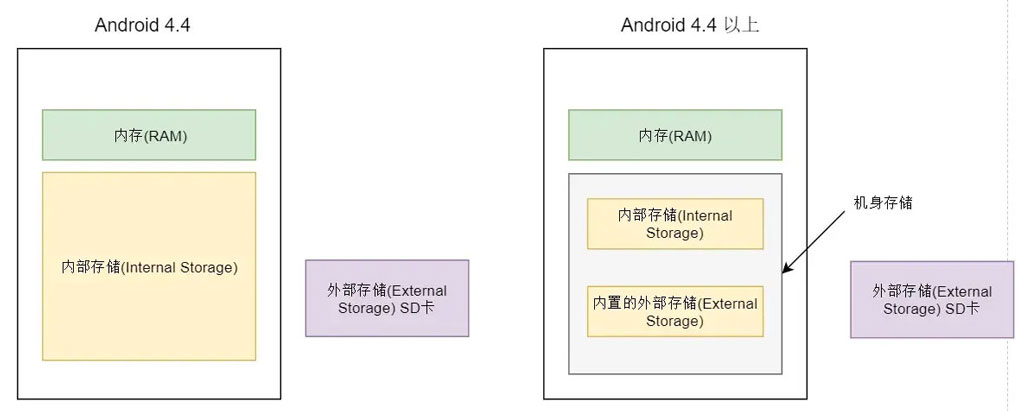 Android 4.4
内存(RAM)
内部存储(Internal Storage)
外部存储(External
Storage) SD卡
Android 4.4 以上
内存(RAM)
内部存储(Internal
Storage)
内置的外部存储(External
Storage)
机身存储
外部存储(External
Storage) SD卡